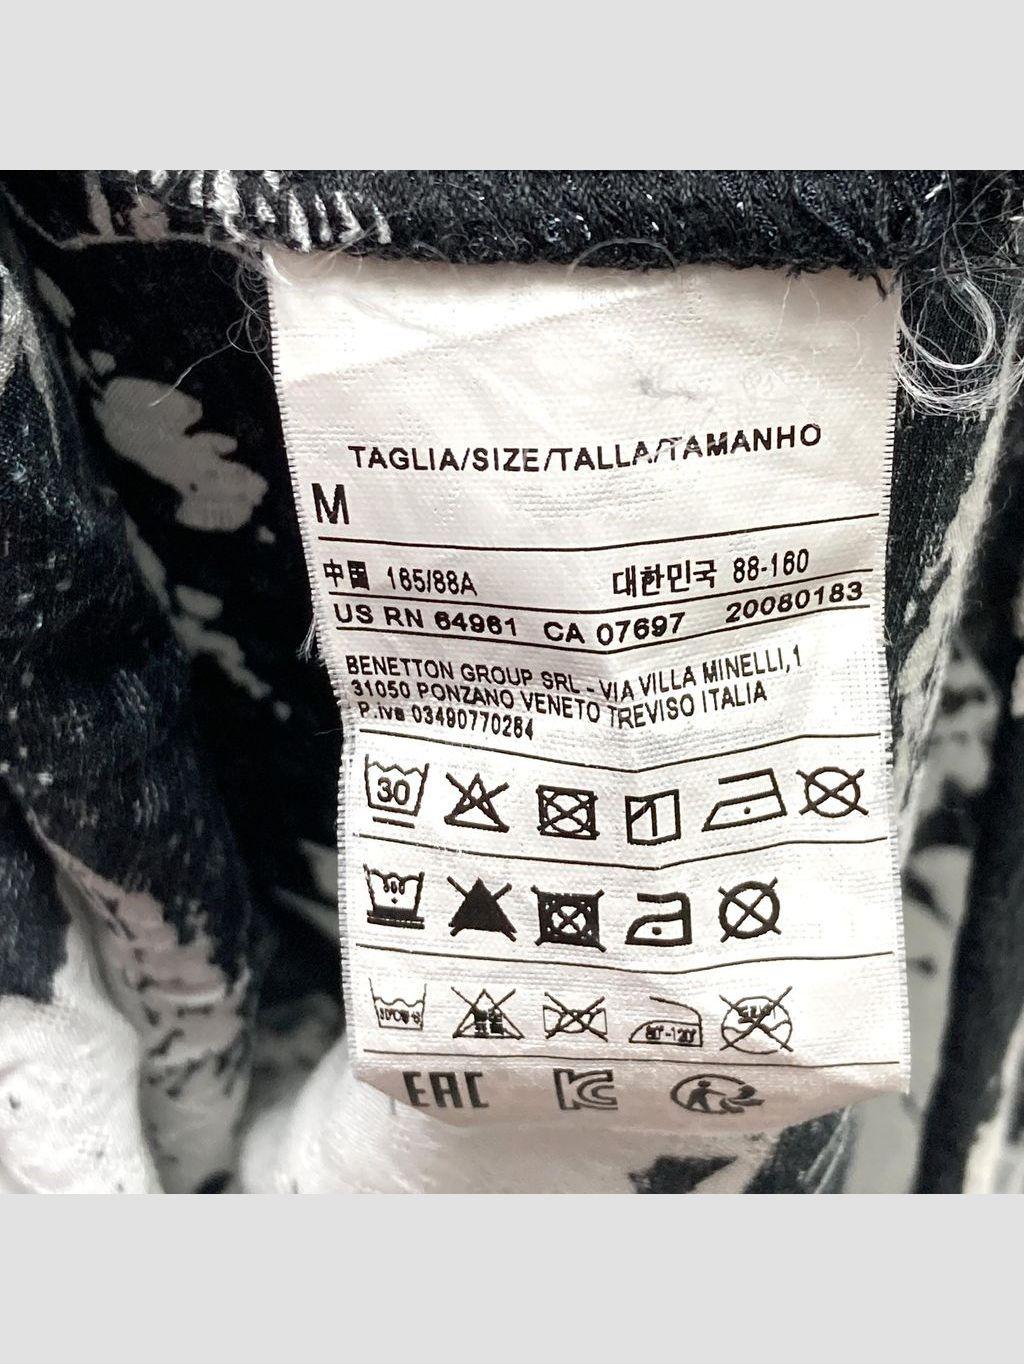 TAGLIA/SIZE/TALLA/TAMANHO
M
中国 165/88A 대한민국 88-160
US RN 64961 CA 07697 20080183
BENETTON GROUP SRL - VIA VILLA MINELLI,1
31050 PONZANO VENETO TREVISO ITALIA
P.iva 03490770264
30
EAC KC